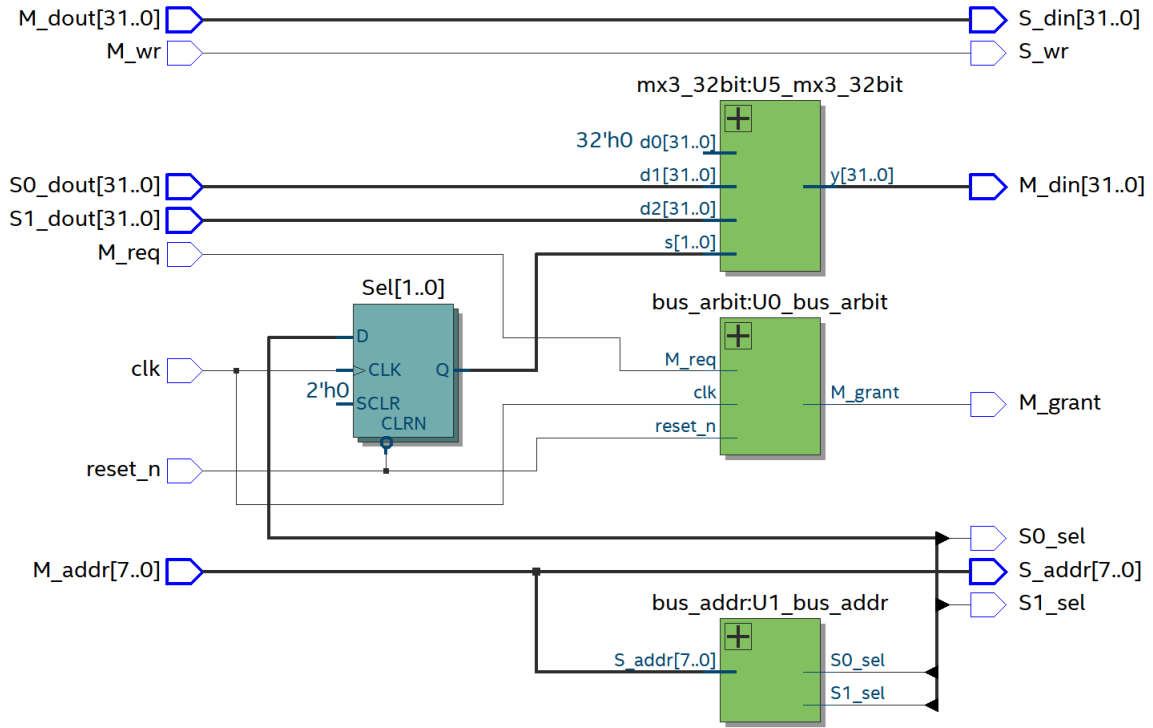 M_dout[31..0]
S_din[31..0]
M_wr
S_wr
mx3_32bit:U5_mx3_32bit
32'h0 d0[31..0]
S0_dout[31..0]
d1[31..0]
y[31..0]
M_din[31..0]
S1_dout[31..0]
d2[31..0]
M_req
s[1..0]
Sel[1..0]
bus_arbit:U0_bus_arbit
D
M_req
clk
CLK
Q
2'h0
SCLR
clk
M_grant
M_grant
CLRN
reset_n
reset_n
S0_sel
M_addr[7..0]
S_addr[7..0]
bus_addr:U1_bus_addr
S1_sel
S_addr[7..0]
S0_sel
S1_sel